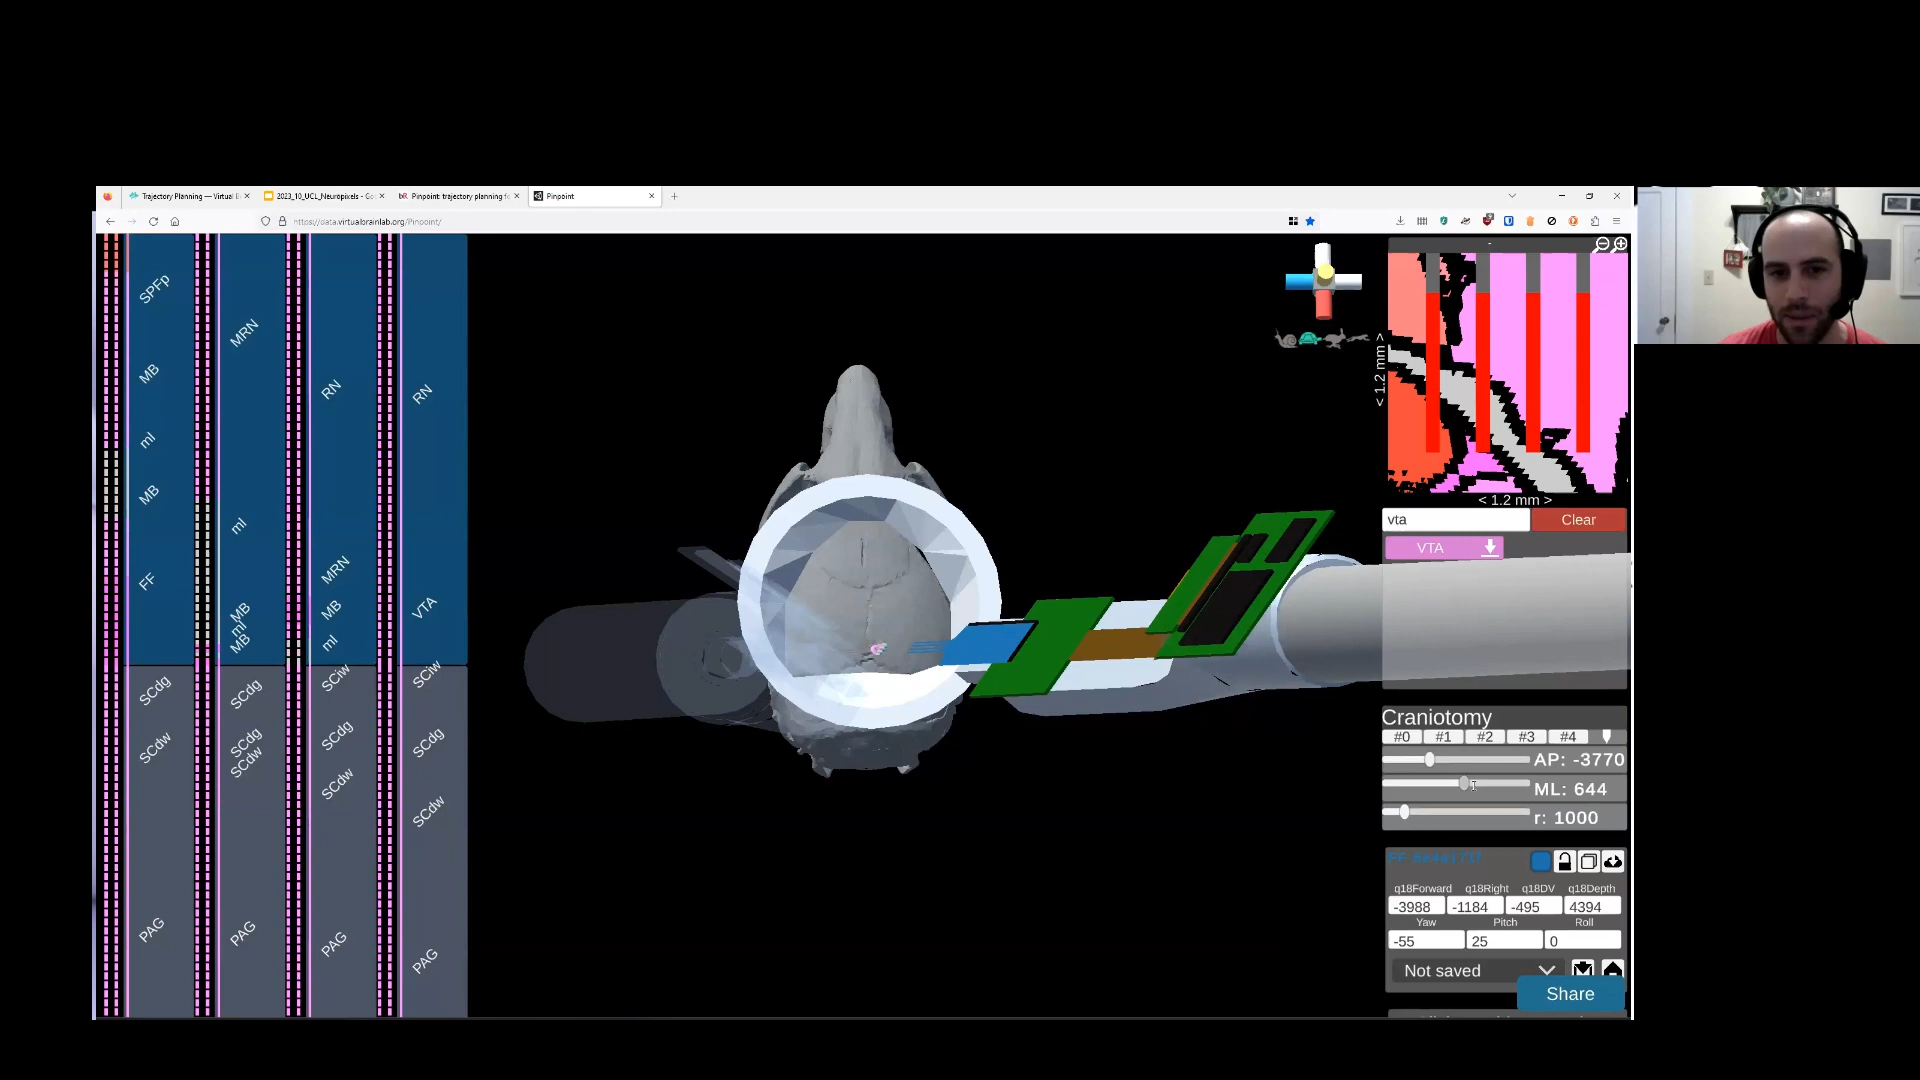 Trajectory Planning — Virtual B
2023_10_UCL_Neuropixels - Go
bR Pinpoint: trajectory planning fo
Pinpoint
https://data.virtualbrainlab.org/Pinpoint/
SPFp
MB
ml
MB
FF
SCdg
SCdw
PAG
MRN
ml
MB
ml
MB
SCdg
SCdg
SCdw
PAG
RN
MRN
MB
ml
SCiw
SCdg
SCdw
PAG
RN
VTA
SCiw
SCdg
SCdw
PAG
< 1.2 mm >
< 1.2 mm >
vta
Clear
VTA
Craniotomy
#0 #1 #2 #3 #4
AP: -3770
ML: 644
r: 1000
q18Forward q18Right q18DV q18Depth
-3988 -1184 -495 4394
Yaw Pitch Roll
-55 25 0
Not saved
Share